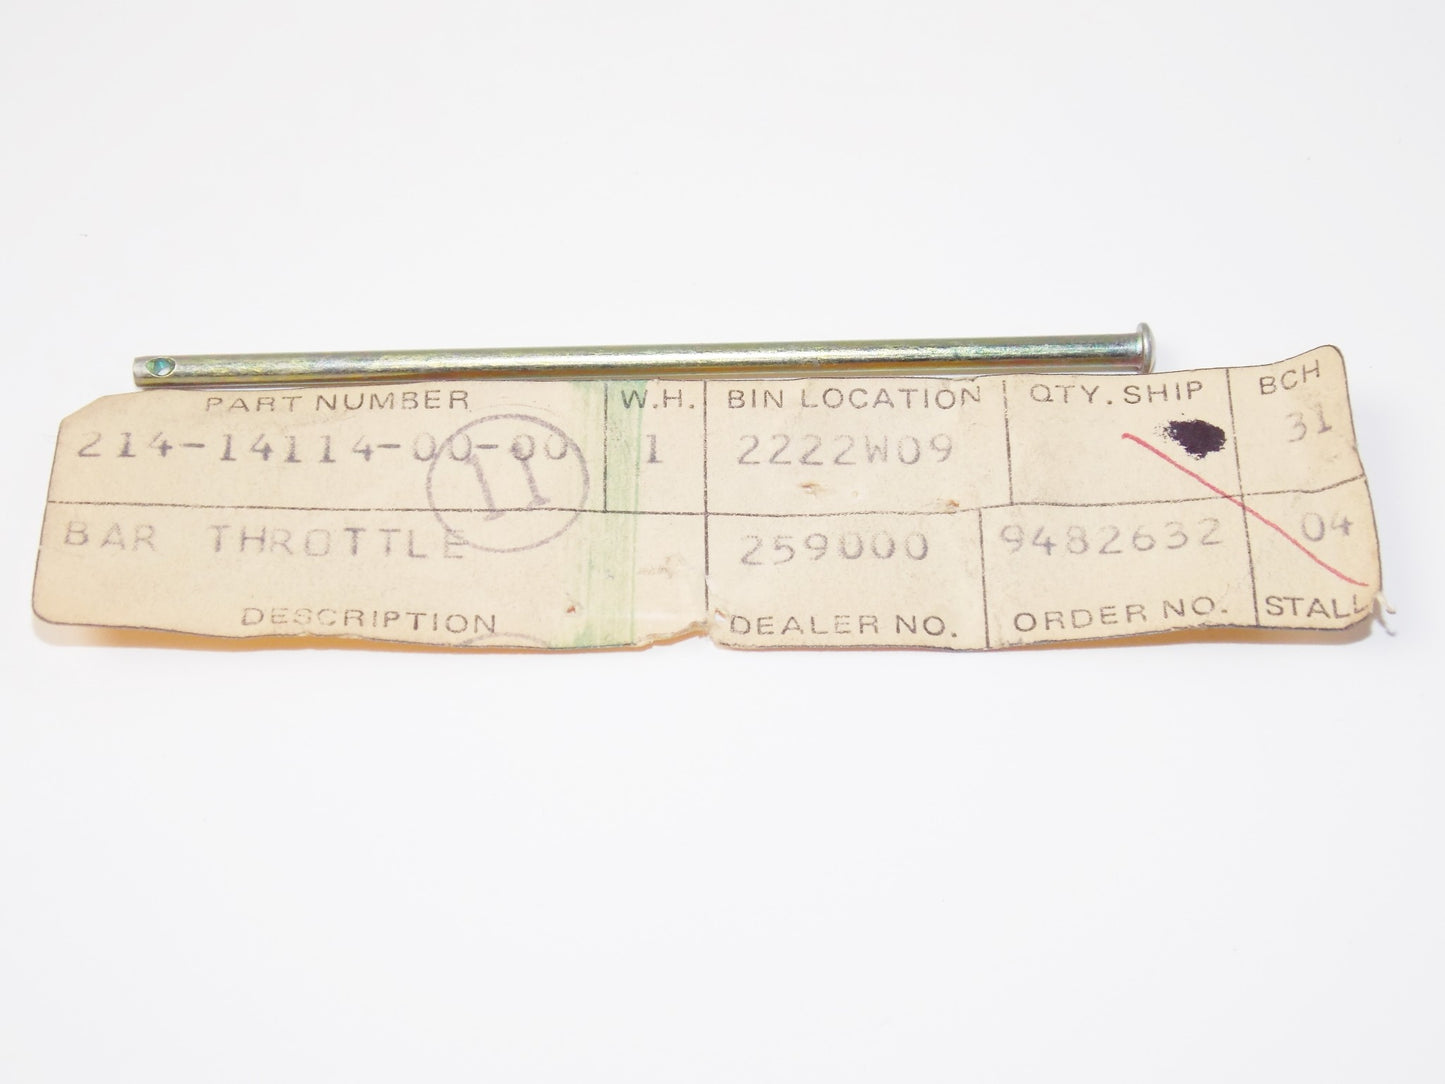 PART NUMBER W.H. BIN LOCATION QTY. SHIP BCH
214-14114-00-00 1 2222W09 31
11
BAR THROTTLE 259000 9482632 04
DESCRIPTION DEALER NO. ORDER NO. STALL